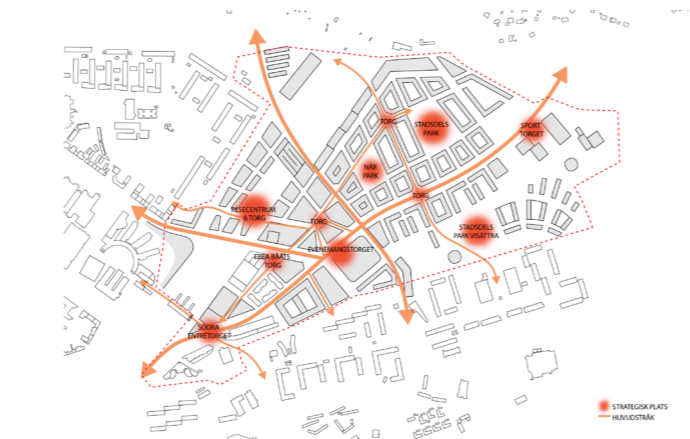 TORG
STADSDELS
PARK
SPORT
TORGET
NÄR
PARK
TORG
RESECENTRUM
& TORG
TORG
STADSDELS
PARK VISÄTTRA
EVENEMANGSTORGET
EBBA BÅÅTS
TORG
SÖDRA
ENTRÉTORGET
STRATEGISK PLATS
HUVUDSTRÅK